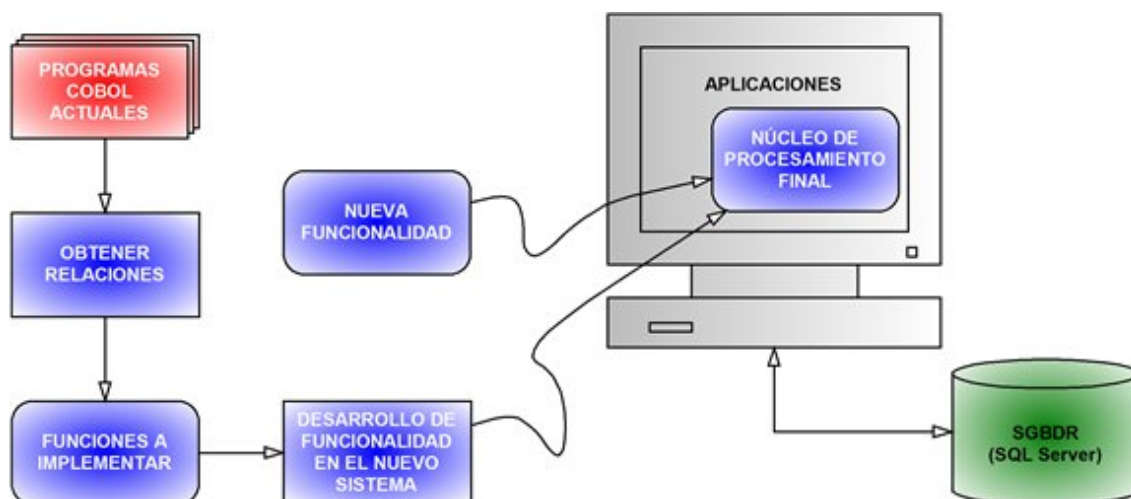 PROGRAMAS
COBOL
ACTUALES
OBTENER
RELACIONES
FUNCIONES A
IMPLEMENTAR
DESARROLLO DE
FUNCIONALIDAD
EN EL NUEVO
SISTEMA
NUEVA
FUNCIONALIDAD
APLICACIONES
NÚCLEO DE
PROCESAMIENTO
FINAL
SGBDR
(SQL Server)